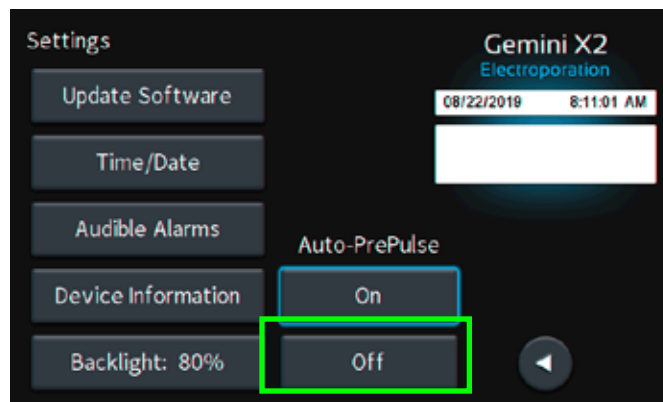 Settings
Gemini X2
Electroporation
Update Software
08/22/2019 8:11:01 AM
Time/Date
Audible Alarms
Auto-PrePulse
Device Information
On
Backlight: 80%
Off